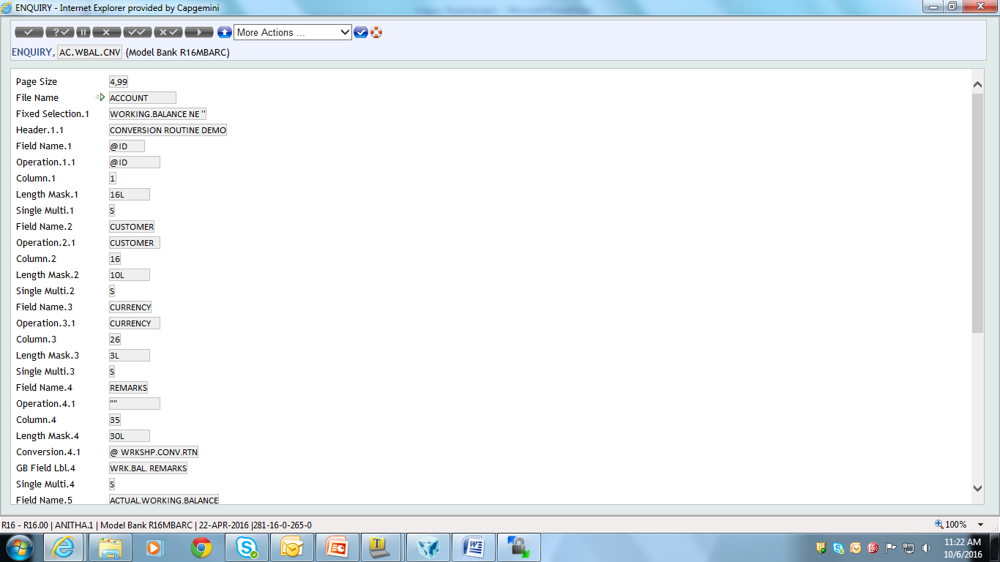 ENQUIRY - Internet Explorer provided by Capgemini
More Actions ...
ENQUIRY, AC.WBAL.CNV (Model Bank R16MBARC)
Page Size 4,99
File Name ACCOUNT
Fixed Selection.1 WORKING.BALANCE NE ''
Header.1.1 CONVERSION ROUTINE DEMO
Field Name.1 @ID
Operation.1.1 @ID
Column.1 1
Length Mask.1 16L
Single Multi.1 S
Field Name.2 CUSTOMER
Operation.2.1 CUSTOMER
Column.2 16
Length Mask.2 10L
Single Multi.2 S
Field Name.3 CURRENCY
Operation.3.1 CURRENCY
Column.3 26
Length Mask.3 3L
Single Multi.3 S
Field Name.4 REMARKS
Operation.4.1 ""
Column.4 35
Length Mask.4 30L
Conversion.4.1 @ WRKSHP.CONV.RTN
GB Field Lbl.4 WRK.BAL. REMARKS
Single Multi.4 S
Field Name.5 ACTUAL.WORKING.BALANCE
R16 - R16.00 | ANITHA.1 | Model Bank R16MBARC | 22-APR-2016 |281-16-0-265-0
100%
11:22 AM
10/6/2016